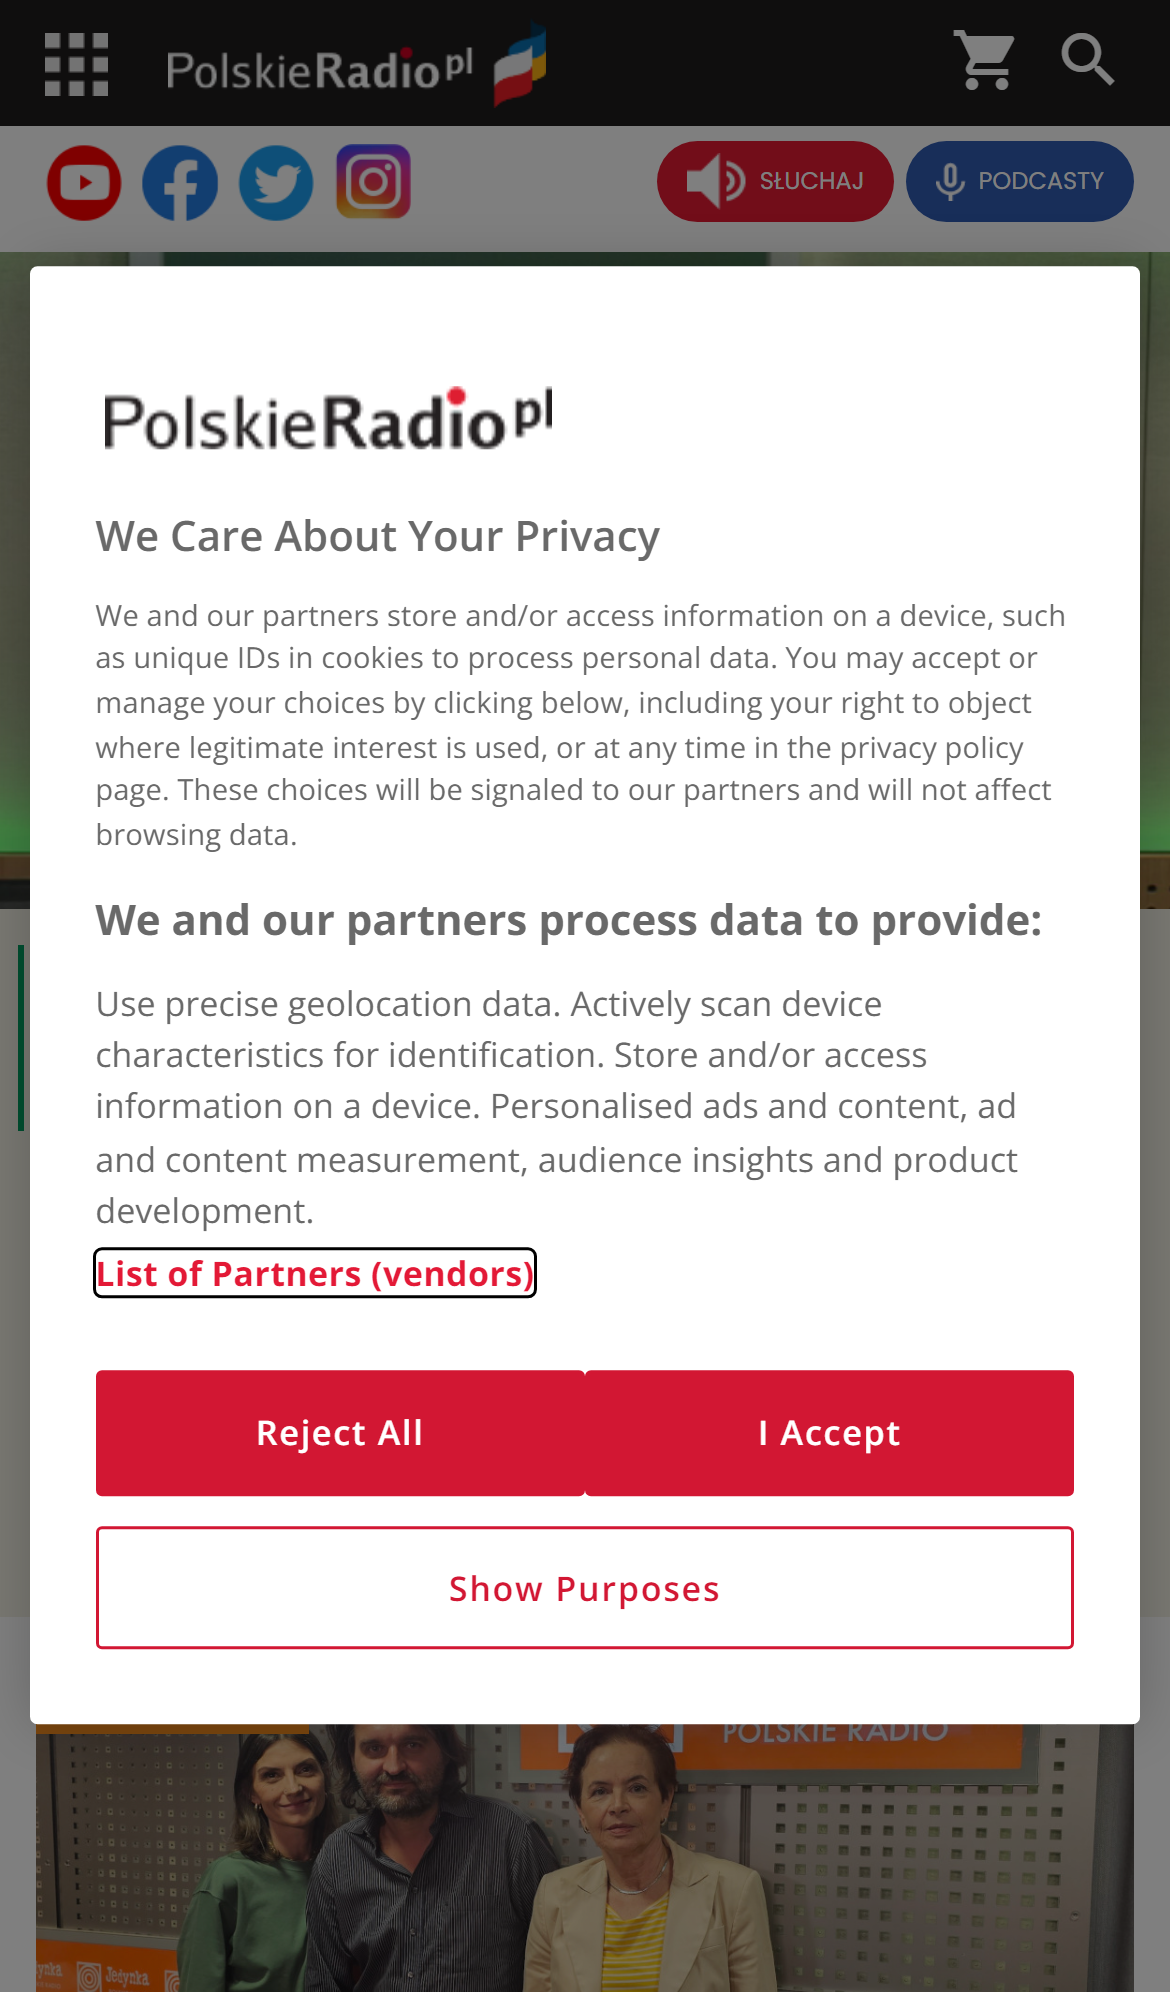 PolskieRadio.pl
SŁUCHAJ
PODCASTY
PolskieRadio.pl
We Care About Your Privacy
We and our partners store and/or access information on a device, such
as unique IDs in cookies to process personal data. You may accept or
manage your choices by clicking below, including your right to object
where legitimate interest is used, or at any time in the privacy policy
page. These choices will be signaled to our partners and will not affect
browsing data.
We and our partners process data to provide:
Use precise geolocation data. Actively scan device
characteristics for identification. Store and/or access
information on a device. Personalised ads and content, ad
and content measurement, audience insights and product
development.
List of Partners (vendors)
Reject All
I Accept
Show Purposes
POLSKIE RADIO
Jedynka